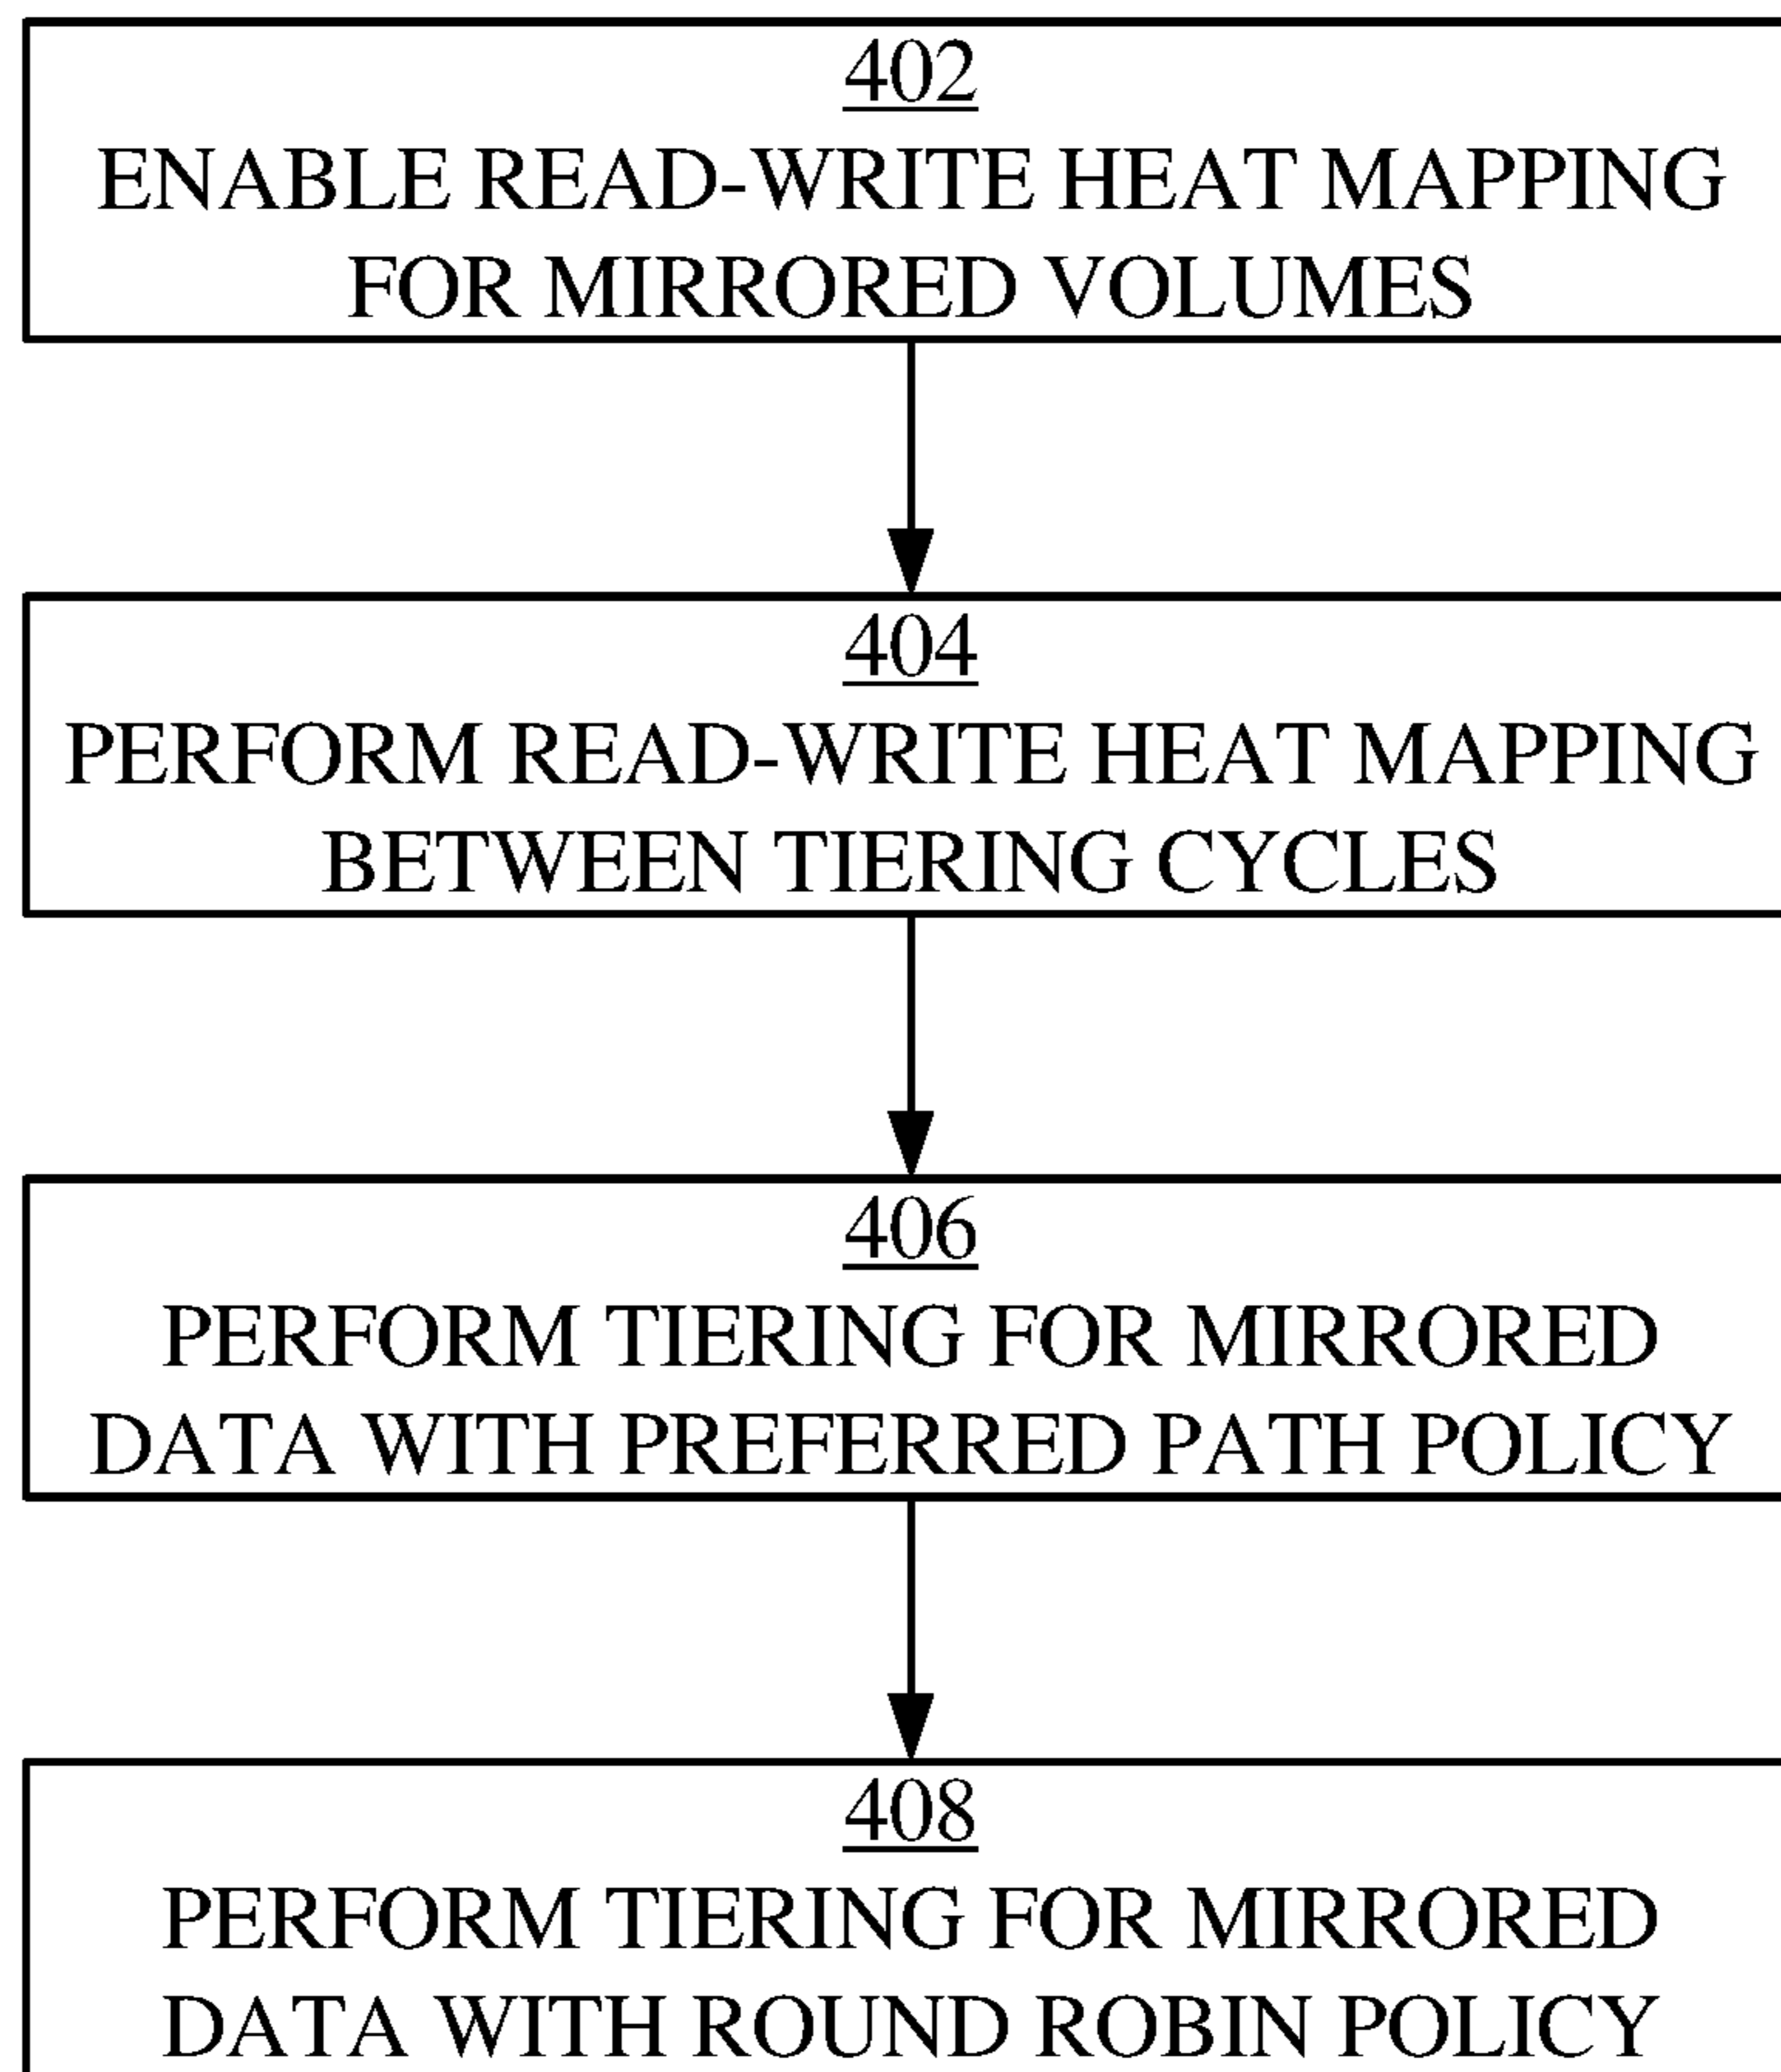 402
ENABLE READ-WRITE HEAT MAPPING
FOR MIRRORED VOLUMES
404
PERFORM READ-WRITE HEAT MAPPING
BETWEEN TIERING CYCLES
406
PERFORM TIERING FOR MIRRORED
DATA WITH PREFERRED PATH POLICY
408
PERFORM TIERING FOR MIRRORED
DATA WITH ROUND ROBIN POLICY